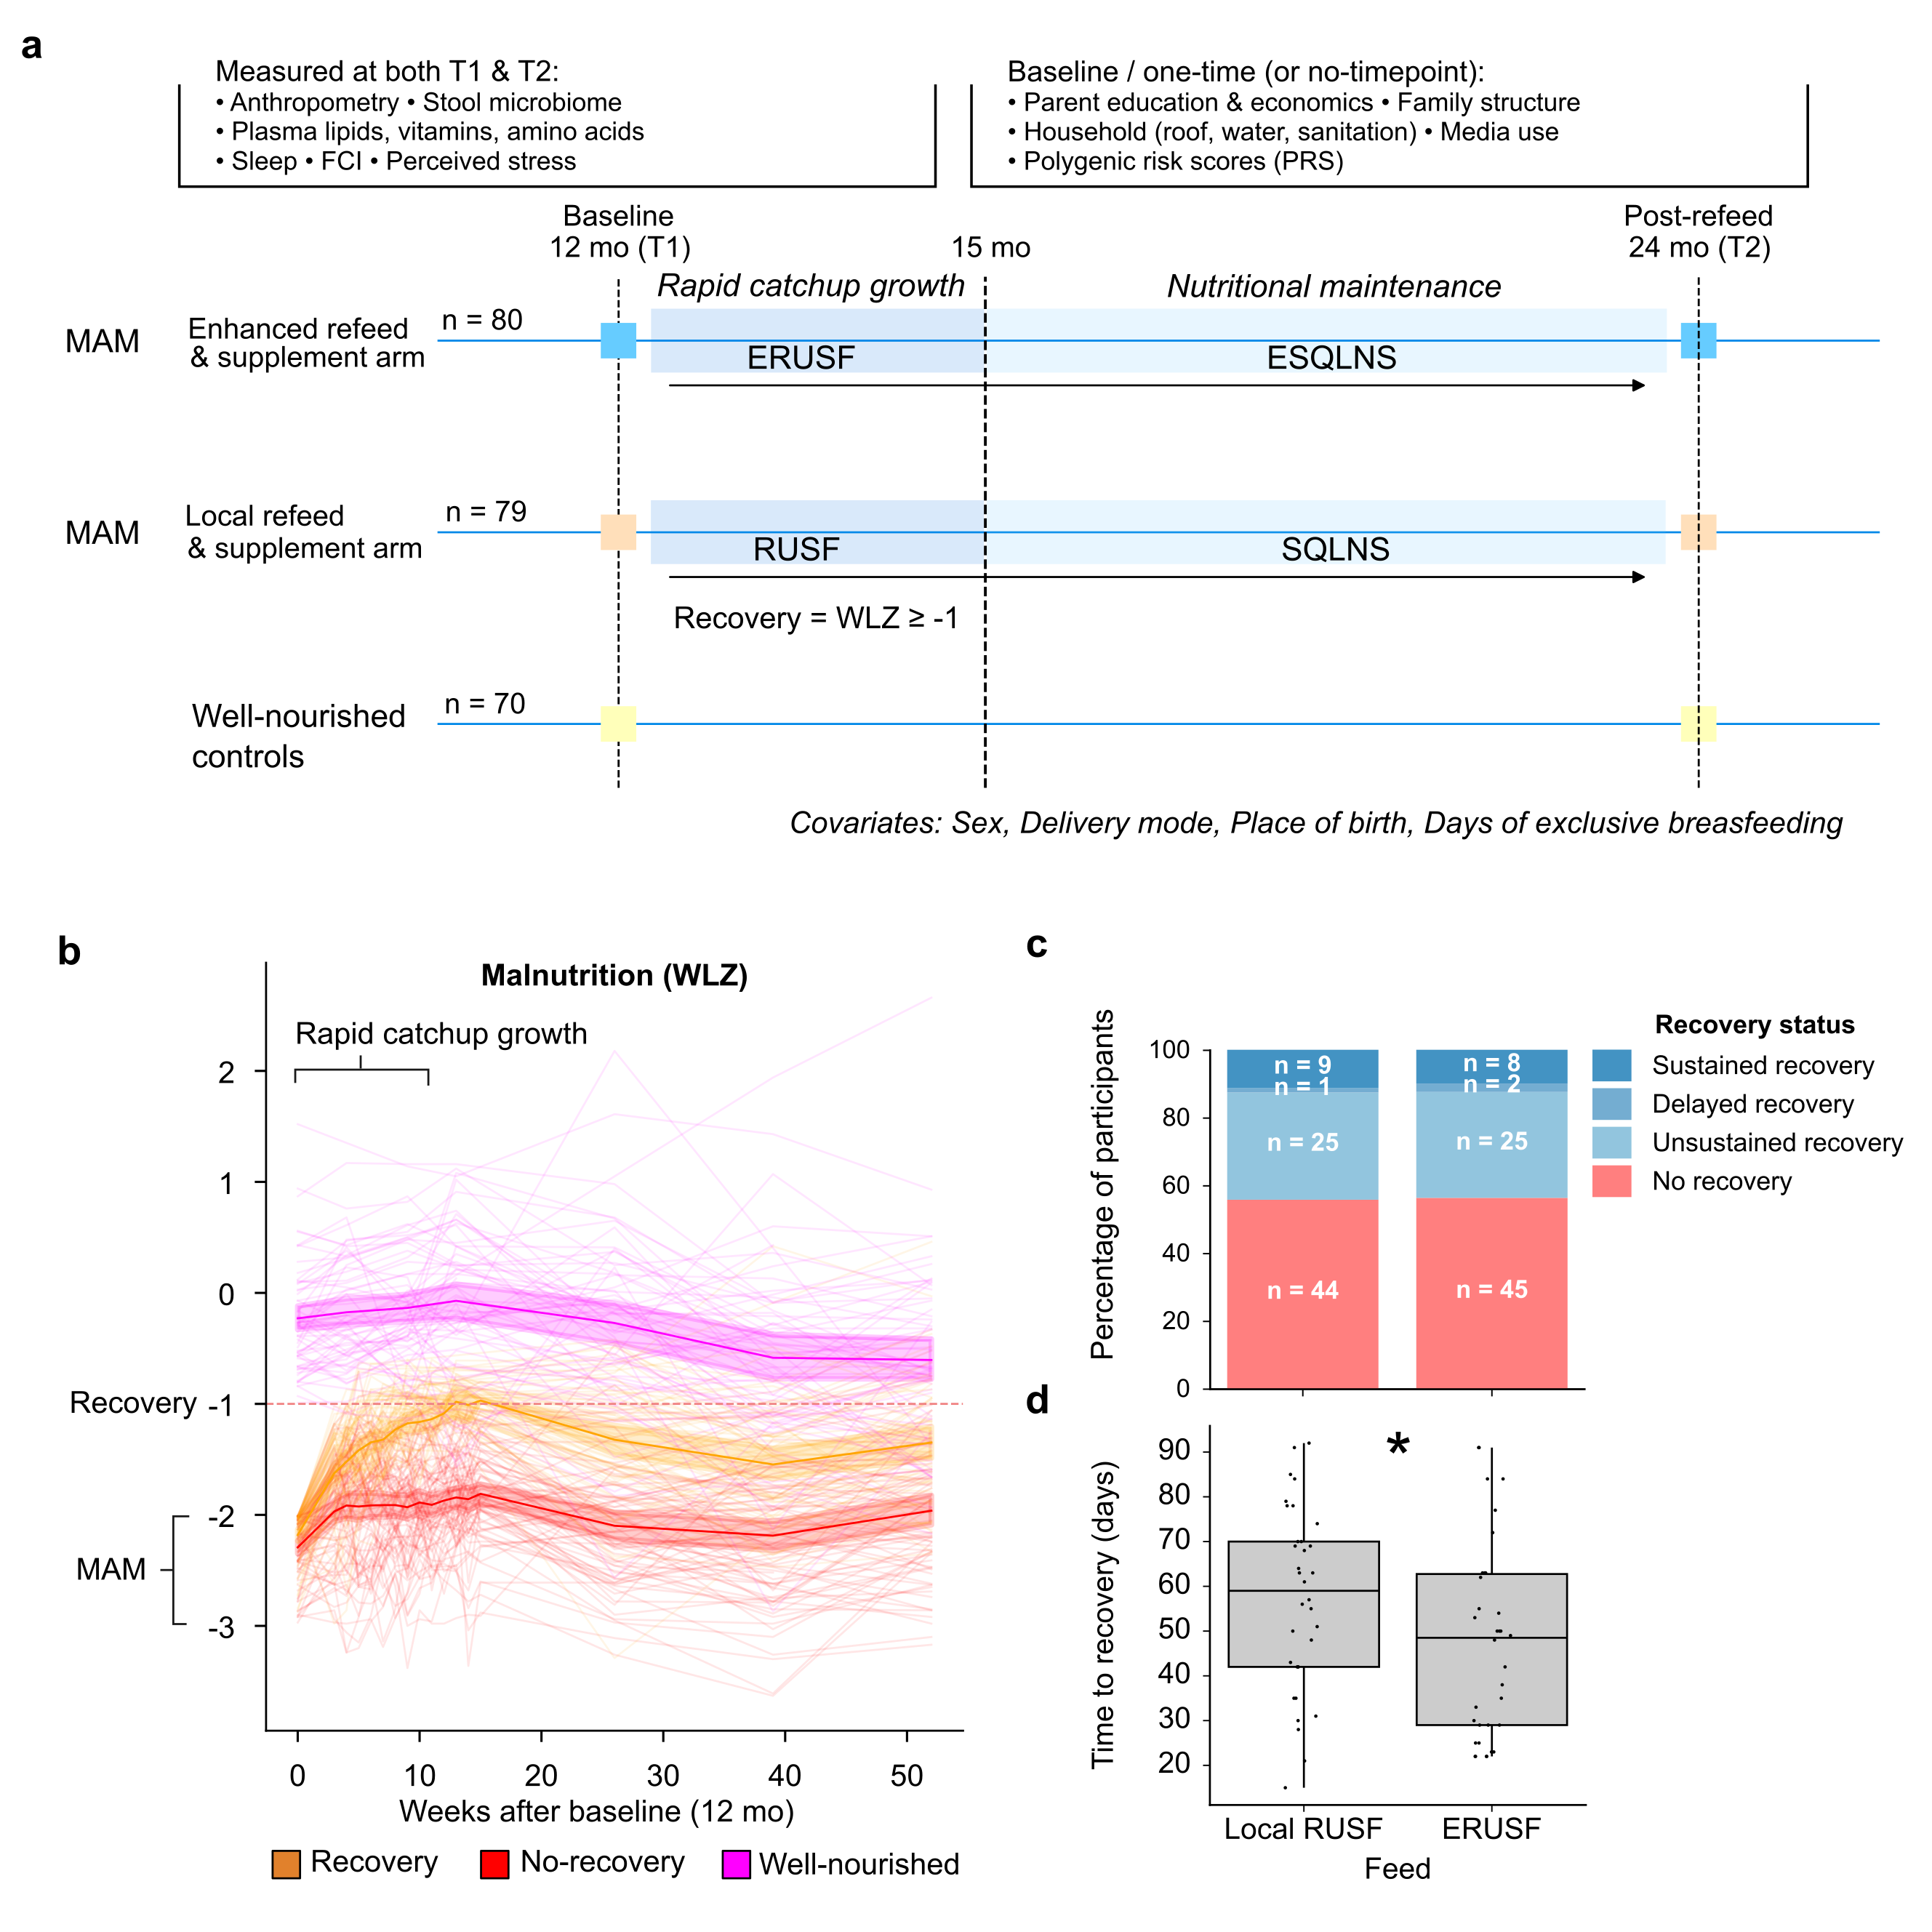 a
Measured at both T1 & T2:
• Anthropometry • Stool microbiome
• Plasma lipids, vitamins, amino acids
• Sleep • FCI • Perceived stress
Baseline / one-time (or no-timepoint):
• Parent education & economics • Family structure
• Household (roof, water, sanitation) • Media use
• Polygenic risk scores (PRS)
Baseline
12 mo (T1)
15 mo
Post-refeed
24 mo (T2)
Rapid catchup growth
Nutritional maintenance
MAM
Enhanced refeed
& supplement arm
n = 80
ERUSF
ESQLNS
MAM
Local refeed
& supplement arm
n = 79
RUSF
SQLNS
Recovery = WLZ ≥ -1
Well-nourished
controls
n = 70
Covariates: Sex, Delivery mode, Place of birth, Days of exclusive breasfeeding
b
Malnutrition (WLZ)
Rapid catchup growth
2
1
0
Recovery -1
-2
MAM
-3
0 10 20 30 40 50
Weeks after baseline (12 mo)
Recovery
No-recovery
Well-nourished
c
Percentage of participants
100
80
60
40
20
0
n = 9
n = 1
n = 25
n = 44
n = 8
n = 2
n = 25
n = 45
Recovery status
Sustained recovery
Delayed recovery
Unsustained recovery
No recovery
d
Time to recovery (days)
90
80
70
60
50
40
30
20
*
Local RUSF
ERUSF
Feed